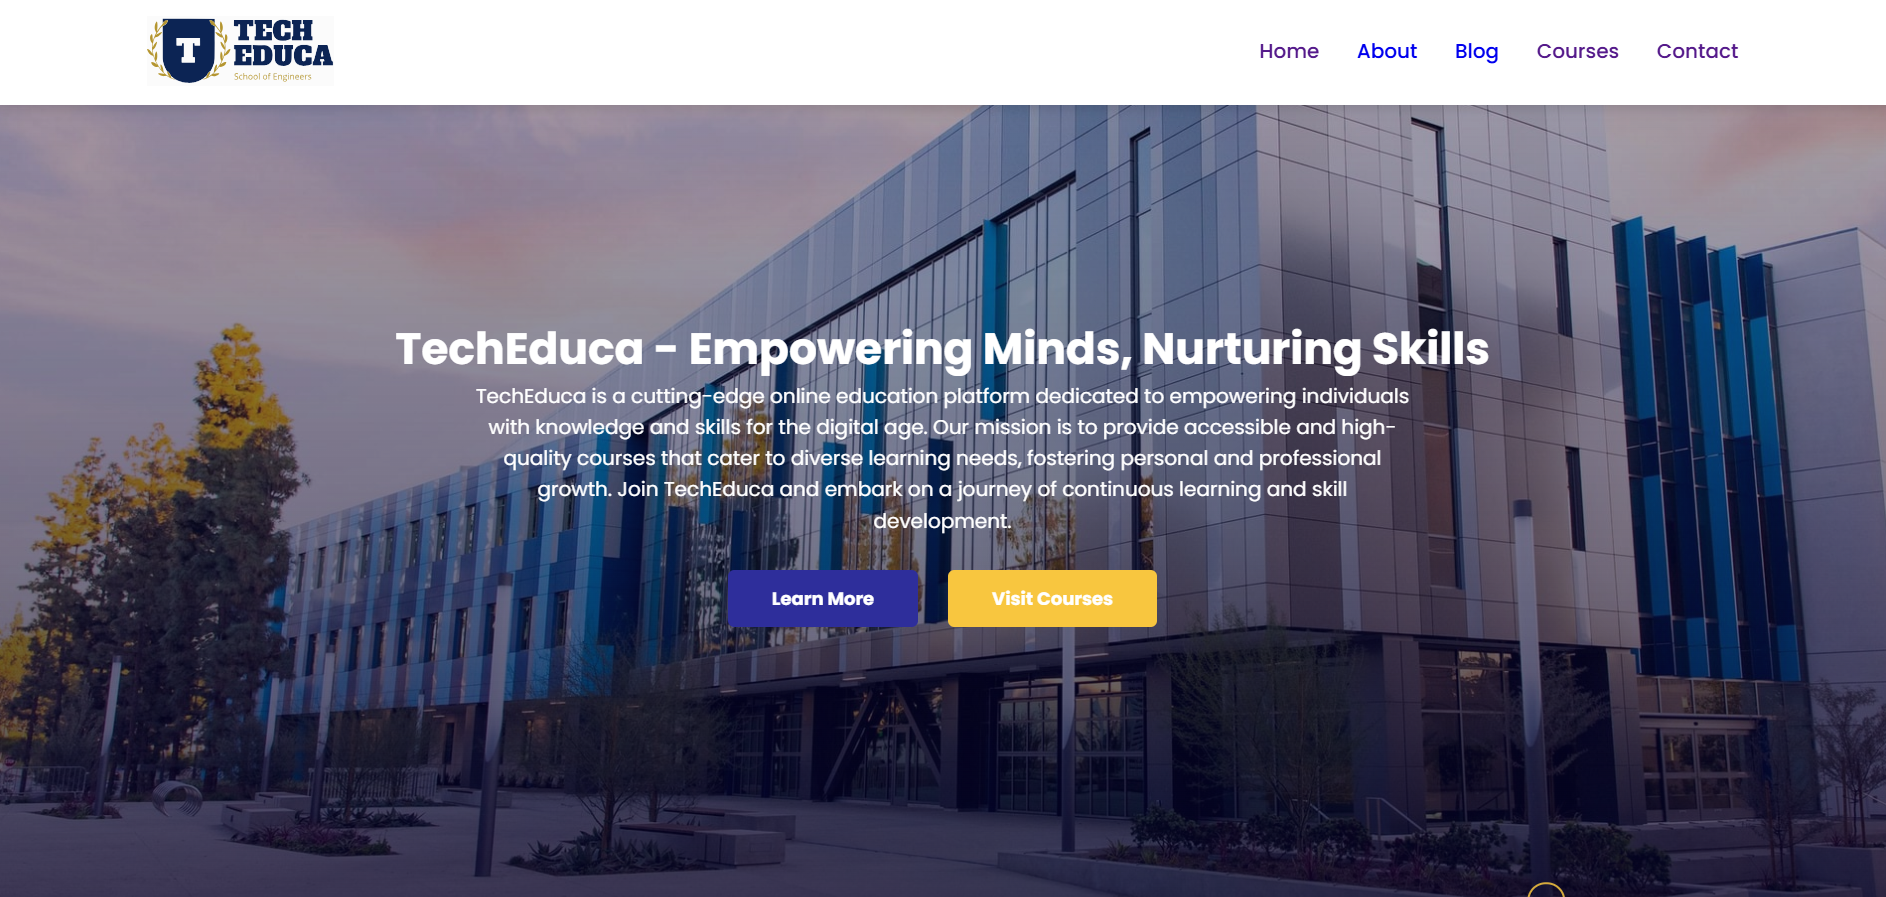 T
TECH
EDUCA
School of Engineers
Home About Blog Courses Contact
TechEduca - Empowering Minds, Nurturing Skills
TechEduca is a cutting-edge online education platform dedicated to empowering individuals
with knowledge and skills for the digital age. Our mission is to provide accessible and high-
quality courses that cater to diverse learning needs, fostering personal and professional
growth. Join TechEduca and embark on a journey of continuous learning and skill
development.
Learn More Visit Courses